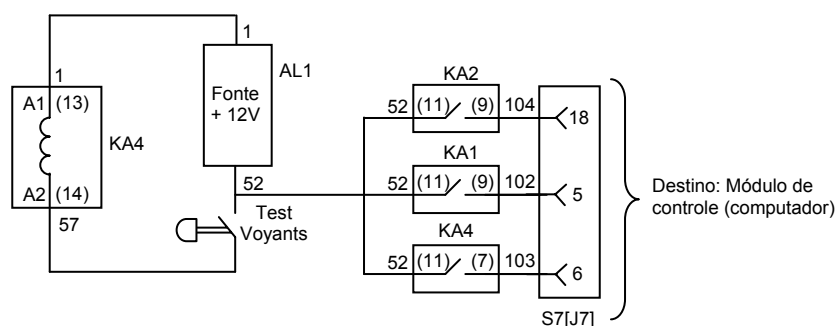 1
AL1
Fonte
+ 12V
1
A1 (13)
KA4
A2 (14)
57
52
Test
Voyants
KA2
52 (11) (9) 104
18
KA1
52 (11) (9) 102
5
KA4
52 (11) (7) 103
6
S7[J7]
Destino: Módulo de
controle (computador)